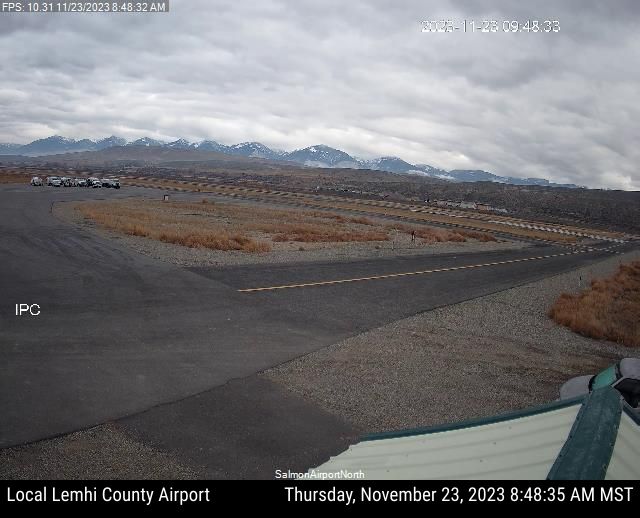 FPS: 10.31 11/23/2023 8:48:32 AM
2023-11-23 09:48:33
IPC
SalmonAirportNorth
Local Lemhi County Airport Thursday, November 23, 2023 8:48:35 AM MST